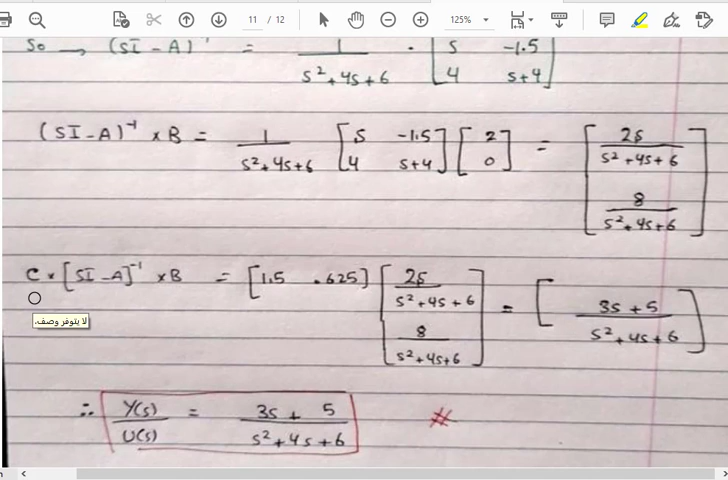 11 / 12
125%
So → (SI - A)⁻¹ = 1/(s²+4s+6) · [s -1.5; 4 s+4]
(SI-A)⁻¹ × B = 1/(s²+4s+6) [s -1.5; 4 s+4] [2; 0] = [2s/(s²+4s+6); 8/(s²+4s+6)]
C × [SI-A]⁻¹ × B = [1.5 .625] [2s/(s²+4s+6); 8/(s²+4s+6)] = [(3s+5)/(s²+4s+6)]
لا يتوفر وصف.
∴ Y(s)/U(s) = (3s + 5)/(s²+4s+6) #